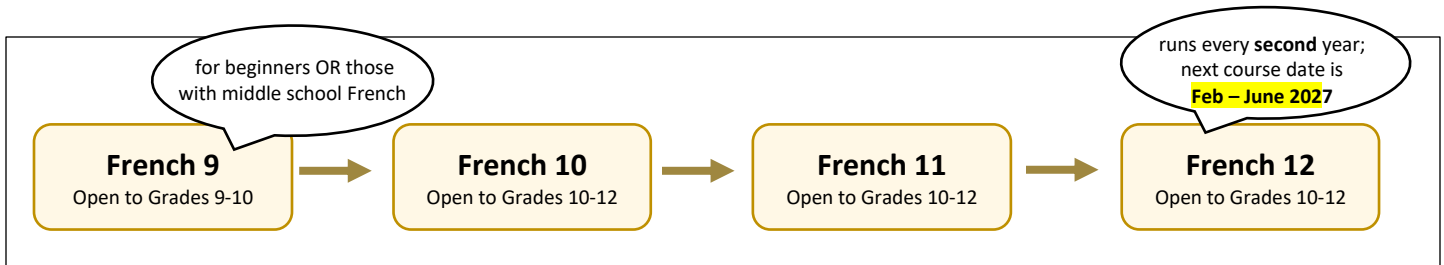 for beginners OR those
with middle school French
runs every second year;
next course date is
Feb – June 2027
French 9
Open to Grades 9-10
French 10
Open to Grades 10-12
French 11
Open to Grades 10-12
French 12
Open to Grades 10-12